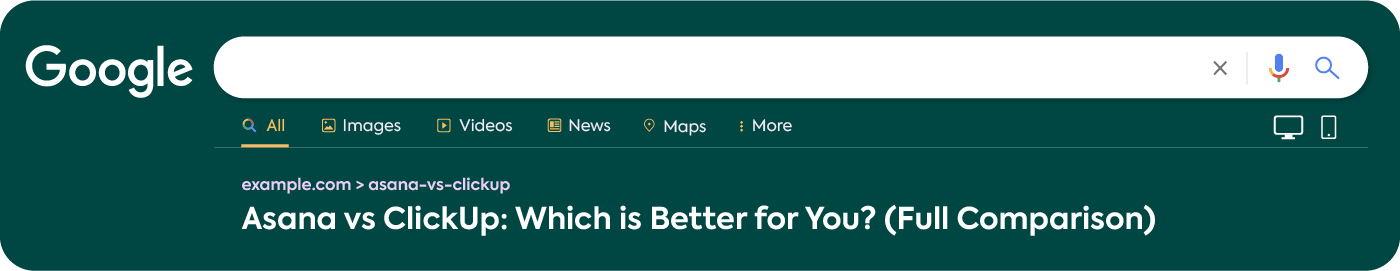 Google
All Images Videos News Maps More
example.com > asana-vs-clickup
Asana vs ClickUp: Which is Better for You? (Full Comparison)